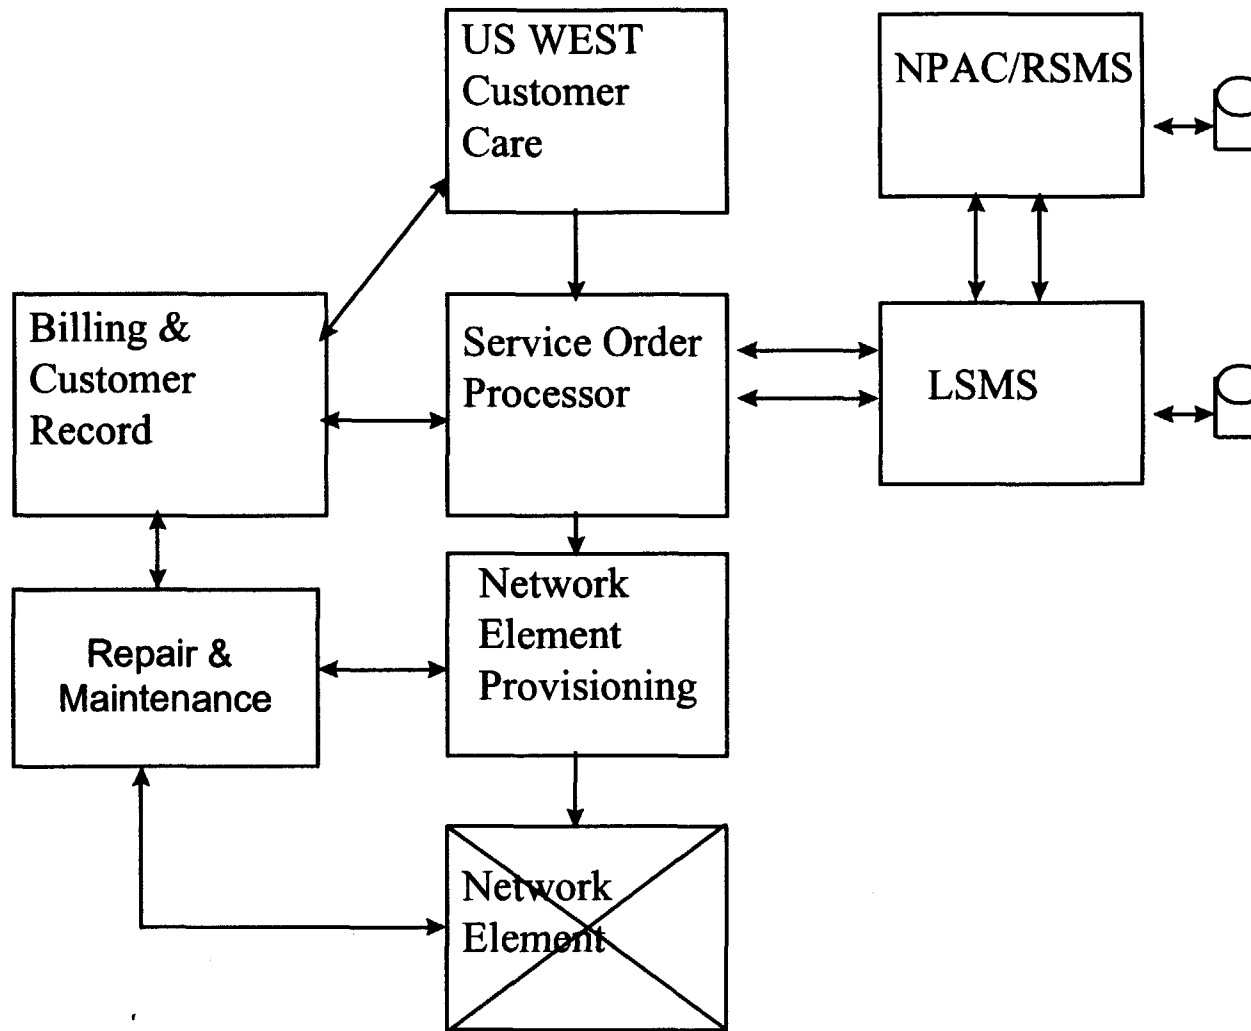 US WEST
Customer
Care
NPAC/RSMS
Billing &
Customer
Record
Service Order
Processor
LSMS
Network
Element
Provisioning
Repair &
Maintenance
Network
Element